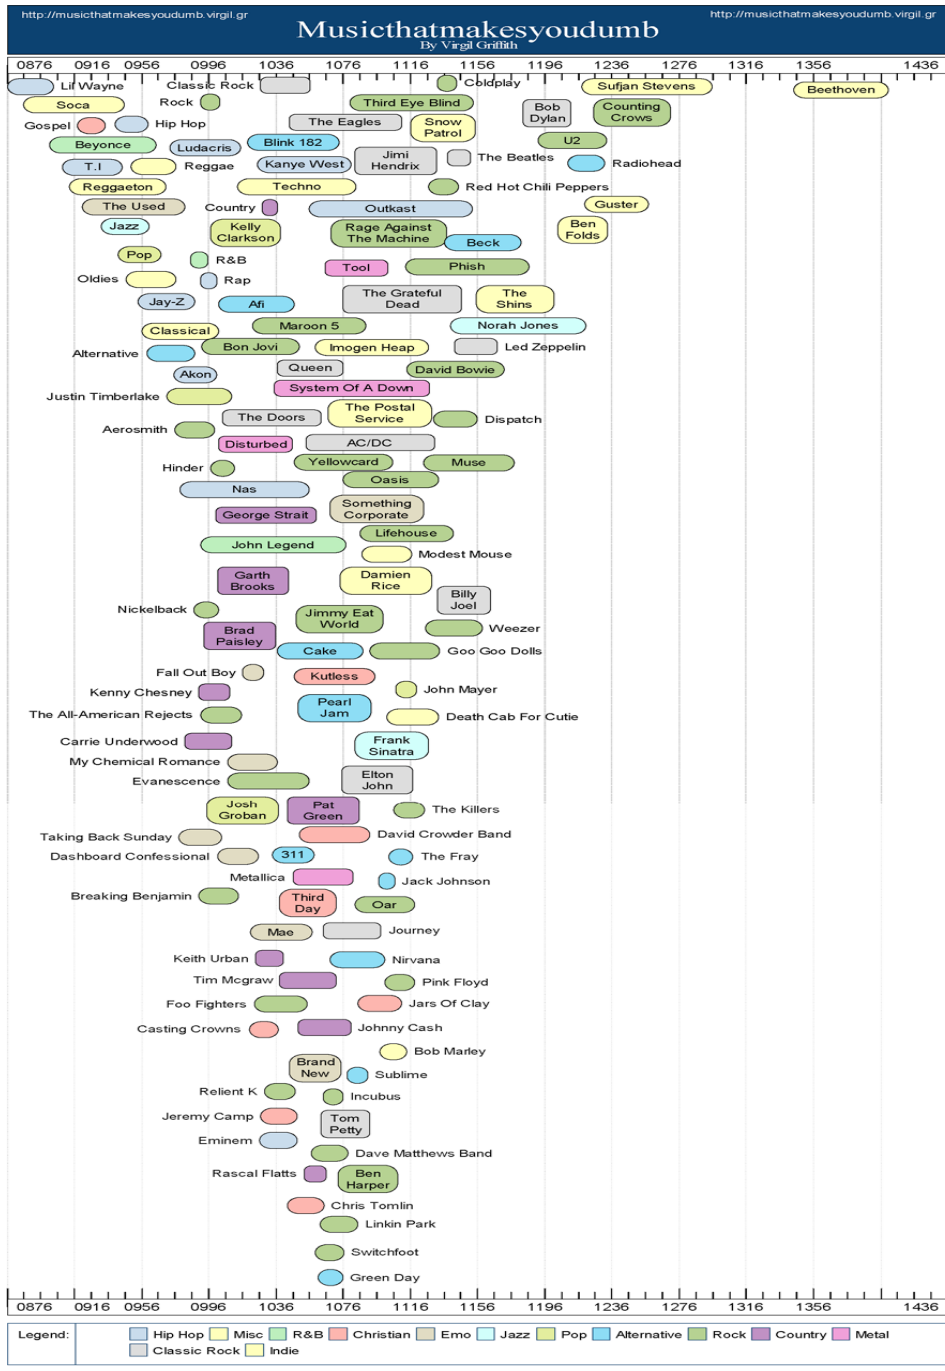 http://musicthatmakesyoudumb.virgil.gr
http://musicthatmakesyoudumb.virgil.gr
Musicthatmakesyoudumb
By Virgil Griffith
0876 0916 0956 0996 1036 1076 1116 1156 1196 1236 1276 1316 1356 1436
Lil Wayne
Classic Rock
Coldplay
Sufjan Stevens
Beethoven
Soca
Rock
Third Eye Blind
Bob
Dylan
Counting
Crows
Gospel
Hip Hop
The Eagles
Snow
Patrol
Beyonce
Ludacris
Blink 182
U2
T.I
Reggae
Kanye West
Jimi
Hendrix
The Beatles
Radiohead
Reggaeton
Techno
Red Hot Chili Peppers
The Used
Country
Outkast
Guster
Jazz
Kelly
Clarkson
Rage Against
The Machine
Beck
Ben
Folds
Pop
R&B
Tool
Phish
Oldies
Rap
Jay-Z
Afi
The Grateful
Dead
The
Shins
Classical
Maroon 5
Norah Jones
Alternative
Bon Jovi
Imogen Heap
Led Zeppelin
Akon
Queen
David Bowie
Justin Timberlake
System Of A Down
Aerosmith
The Doors
The Postal
Service
Dispatch
Disturbed
AC/DC
Hinder
Yellowcard
Muse
Nas
Oasis
George Strait
Something
Corporate
John Legend
Lifehouse
Modest Mouse
Garth
Brooks
Damien
Rice
Billy
Joel
Nickelback
Jimmy Eat
World
Weezer
Brad
Paisley
Cake
Goo Goo Dolls
Fall Out Boy
Kutless
Kenny Chesney
John Mayer
The All-American Rejects
Pearl
Jam
Death Cab For Cutie
Carrie Underwood
Frank
Sinatra
My Chemical Romance
Evanescence
Elton
John
Josh
Groban
Pat
Green
The Killers
Taking Back Sunday
David Crowder Band
Dashboard Confessional
311
The Fray
Metallica
Jack Johnson
Breaking Benjamin
Third
Day
Oar
Mae
Journey
Keith Urban
Nirvana
Tim Mcgraw
Pink Floyd
Foo Fighters
Jars Of Clay
Casting Crowns
Johnny Cash
Bob Marley
Brand
New
Sublime
Relient K
Incubus
Jeremy Camp
Tom
Petty
Eminem
Dave Matthews Band
Rascal Flatts
Ben
Harper
Chris Tomlin
Linkin Park
Switchfoot
Green Day
0876 0916 0956 0996 1036 1076 1116 1156 1196 1236 1276 1316 1356 1436
Legend: Hip Hop Misc R&B Christian Emo Jazz Pop Alternative Rock Country Metal
Classic Rock Indie